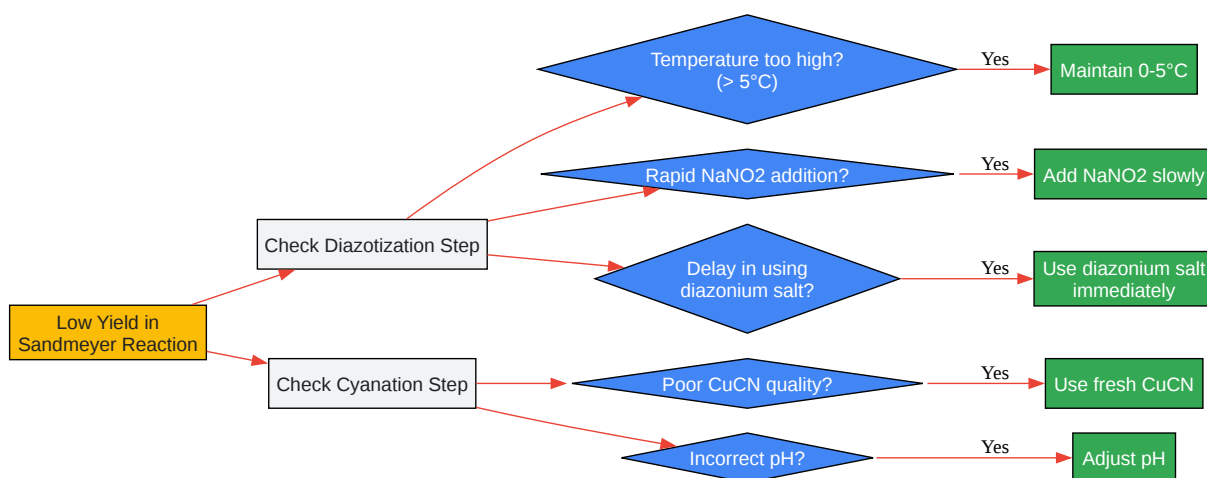 Low Yield in
Sandmeyer Reaction
Check Diazotization Step
Temperature too high?
(> 5°C)
Yes
Maintain 0-5°C
Rapid NaNO2 addition?
Yes
Add NaNO2 slowly
Delay in using
diazonium salt?
Yes
Use diazonium salt
immediately
Check Cyanation Step
Poor CuCN quality?
Yes
Use fresh CuCN
Incorrect pH?
Yes
Adjust pH